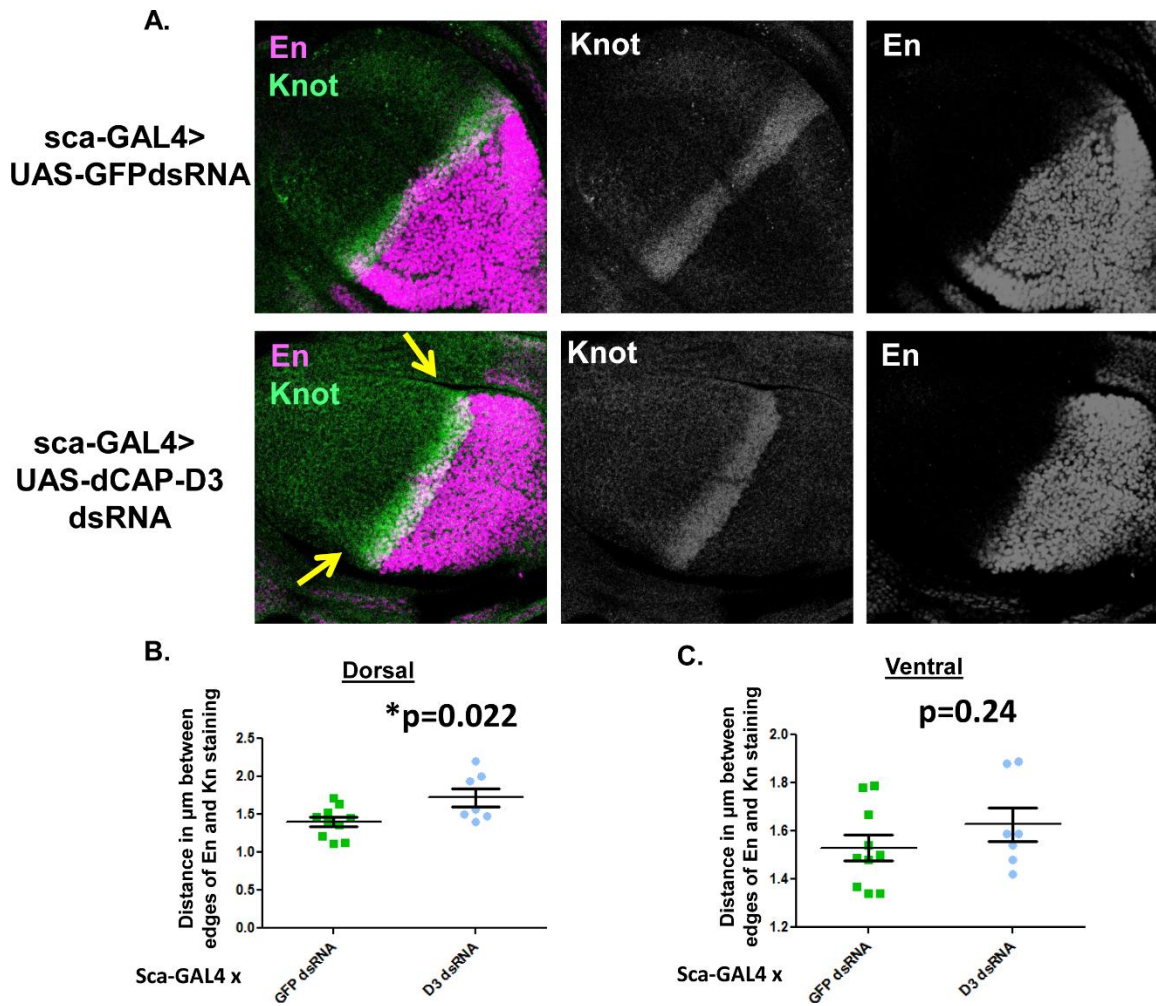 A.
En
Knot
Knot
En
sca-GAL4>
UAS-GFPdsRNA
En
Knot
Knot
En
sca-GAL4>
UAS-dCAP-D3
dsRNA
B.
Dorsal
*p=0.022
Distance in µm between
edges of En and Kn staining
2.5
2.0
1.5
1.0
0.5
0.0
GFP dsRNA
D3 dsRNA
Sca-GAL4 x
C.
Ventral
p=0.24
Distance in µm between
edges of En and Kn staining
2.0
1.8
1.6
1.4
1.2
GFP dsRNA
D3 dsRNA
Sca-GAL4 x